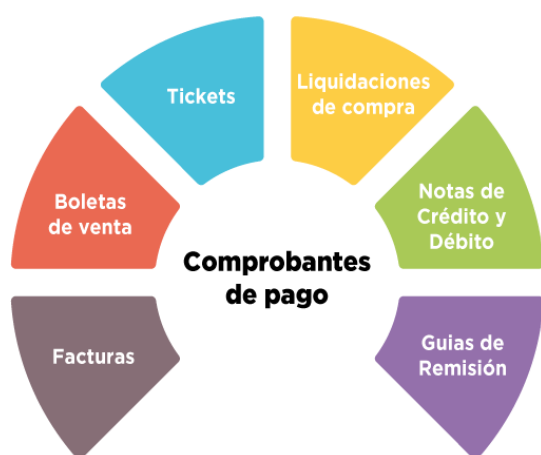 Tickets
Liquidaciones
de compra
Boletas
de venta
Notas de
Crédito y
Débito
Comprobantes
de pago
Facturas
Guias de
Remisión